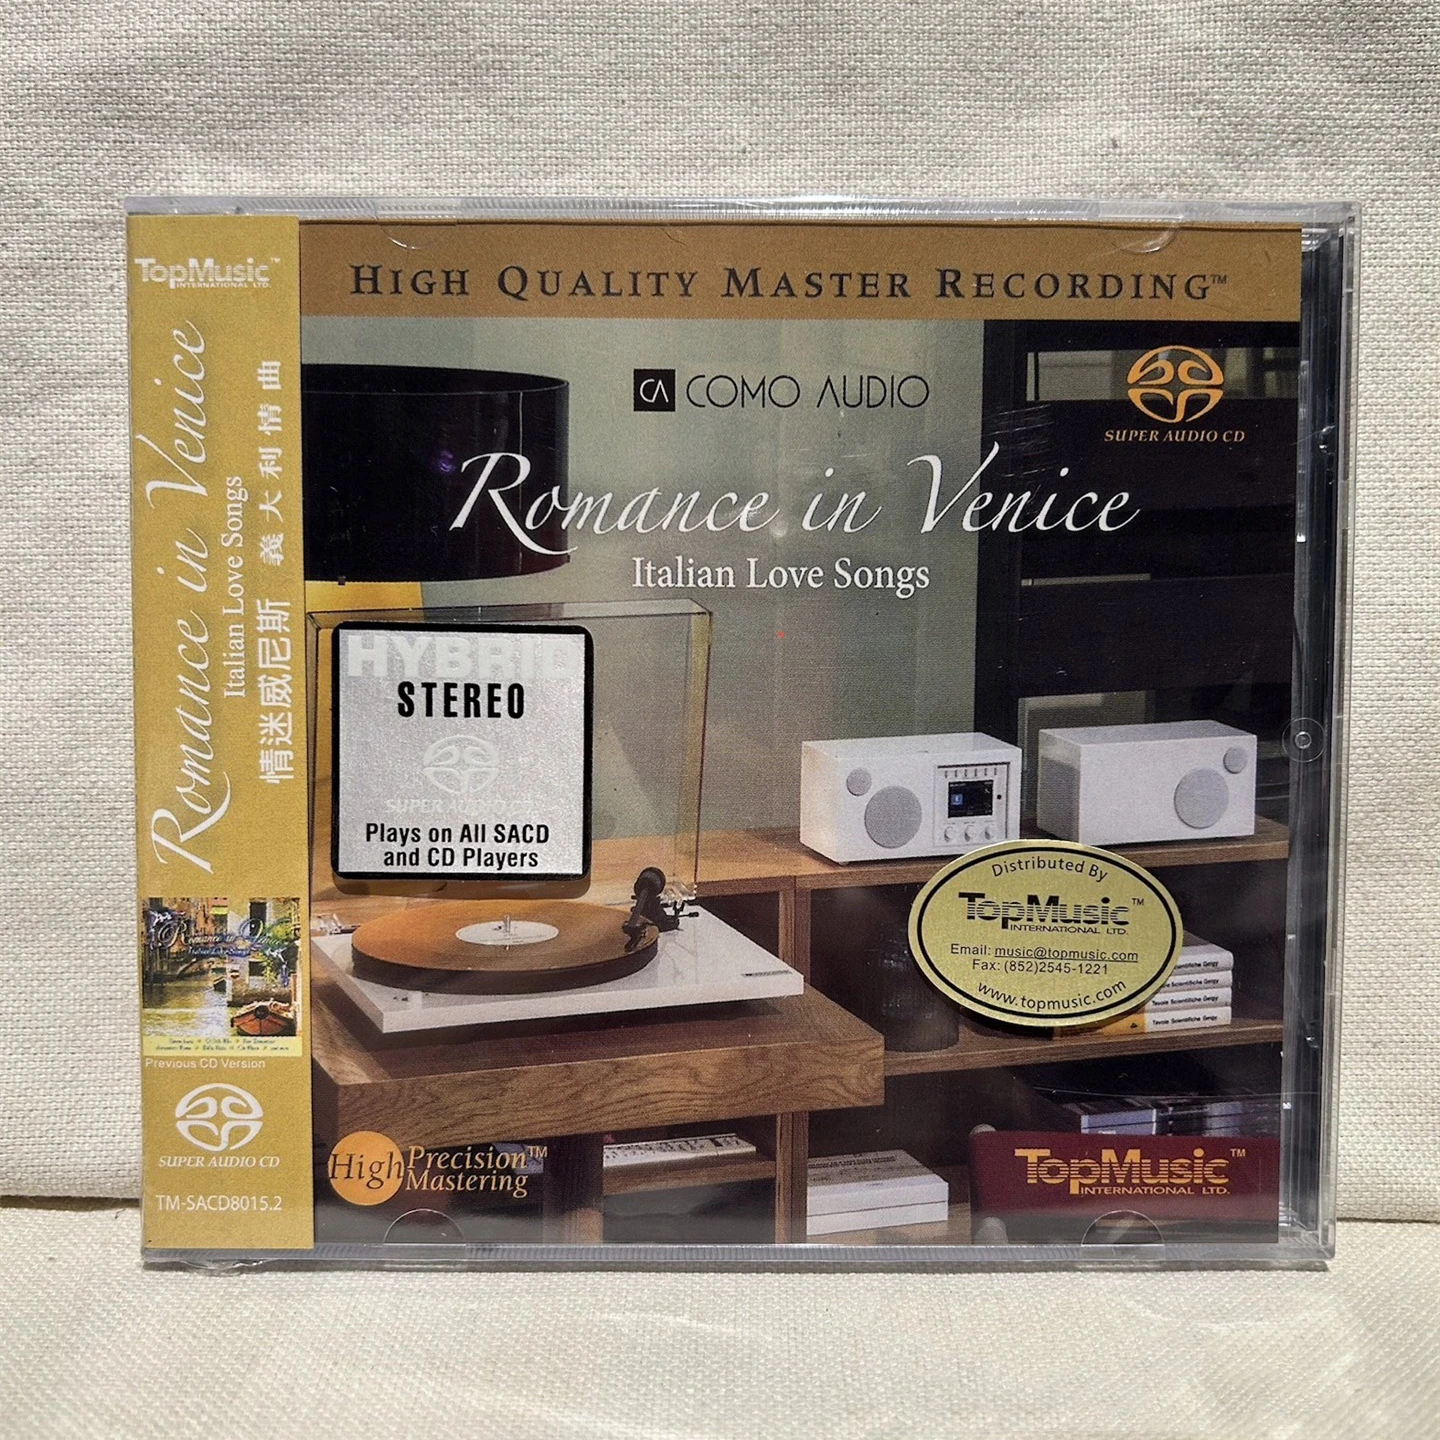 TopMusic™
INTERNATIONAL LTD.
Romance in Venice
Italian Love Songs
情迷威尼斯 義大利情曲
Previous CD Version
SUPER AUDIO CD
TM-SACD8015.2
HIGH QUALITY MASTER RECORDING™
CA COMO AUDIO
SUPER AUDIO CD
Romance in Venice
Italian Love Songs
HYBRID
STEREO
SUPER AUDIO CD
Plays on All SACD
and CD Players
Distributed By
TopMusic™
INTERNATIONAL LTD.
Email: music@topmusic.com
Fax: (852)2545-1221
www.topmusic.com
High Precision™
Mastering
TopMusic™
INTERNATIONAL LTD.